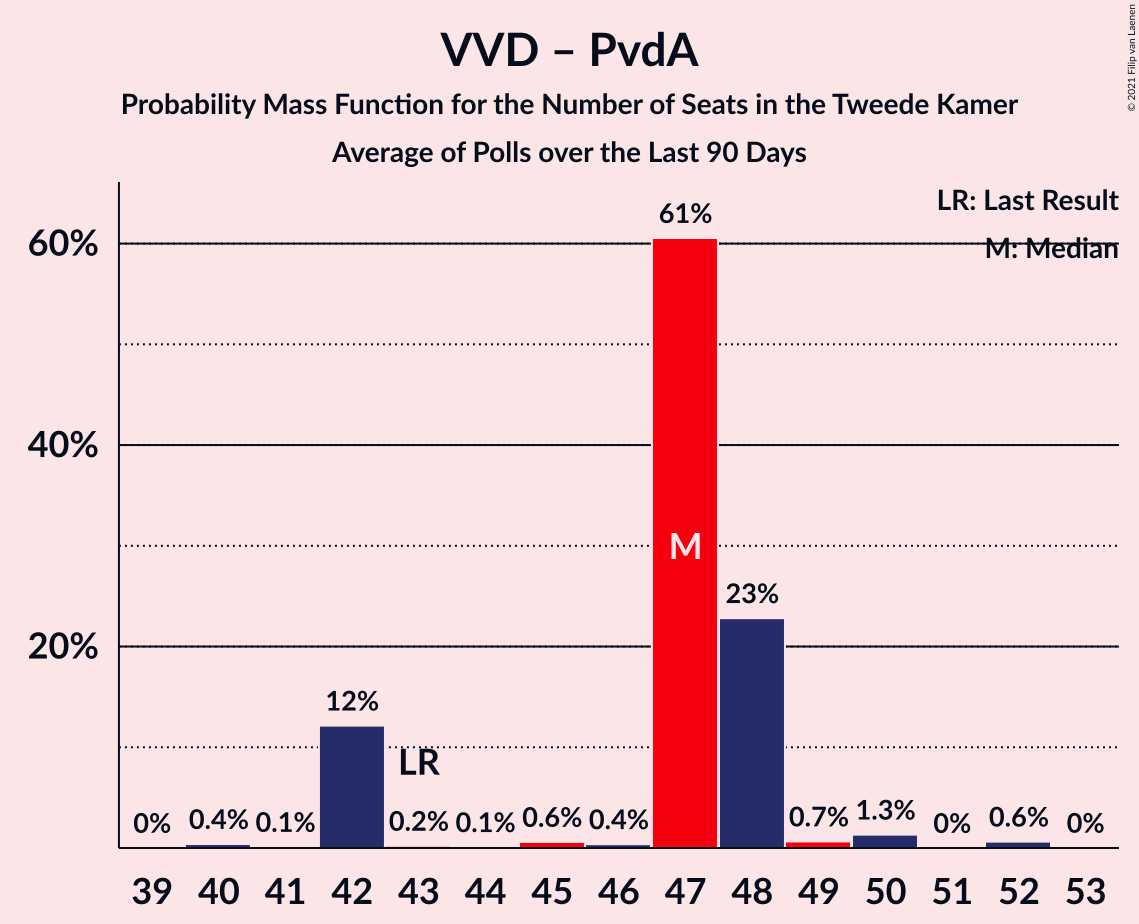 VVD – PvdA
Probability Mass Function for the Number of Seats in the Tweede Kamer
Average of Polls over the Last 90 Days
© 2021 Filip van Laenen
LR: Last Result
M: Median
60%
40%
20%
0%
0.4%
0.1%
12%
0.2%
0.1%
0.6%
0.4%
61%
23%
0.7%
1.3%
0%
0.6%
0%
LR
M
39 40 41 42 43 44 45 46 47 48 49 50 51 52 53